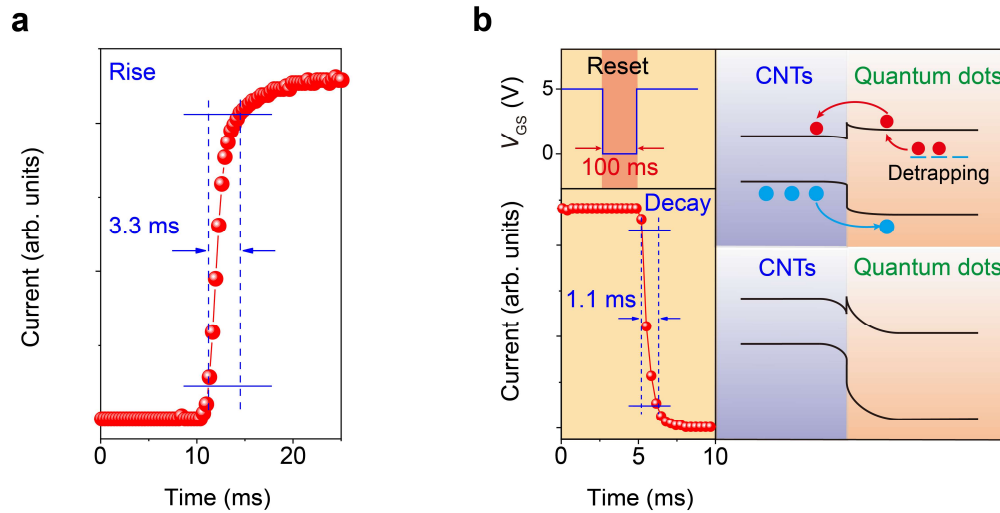 a
Rise
3.3 ms
Current (arb. units)
0
10
20
Time (ms)
b
Reset
V_GS (V)
5
0
100 ms
Decay
1.1 ms
Current (arb. units)
0
5
10
Time (ms)
CNTs
Quantum dots
Detrapping
CNTs
Quantum dots